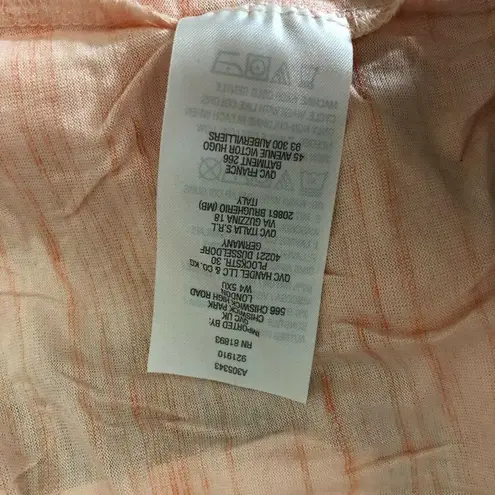 A305343
921910
RN 81893
IMPORTED BY:
QVC UK
CHISWICK PARK
566 CHISWICK HIGH ROAD
LONDON
W4 5XU
QVC HANDEL LLC & CO. KG
PLOCKSTR. 30
40221 DUSSELDORF
GERMANY
QVC ITALIA S.R.L
VIA GUZZINA 18
20861 BRUGHERIO (MB)
ITALY
QVC FRANCE
BATIMENT 266
45 AVENUE VICTOR HUGO
93 300 AUBERVILLIERS